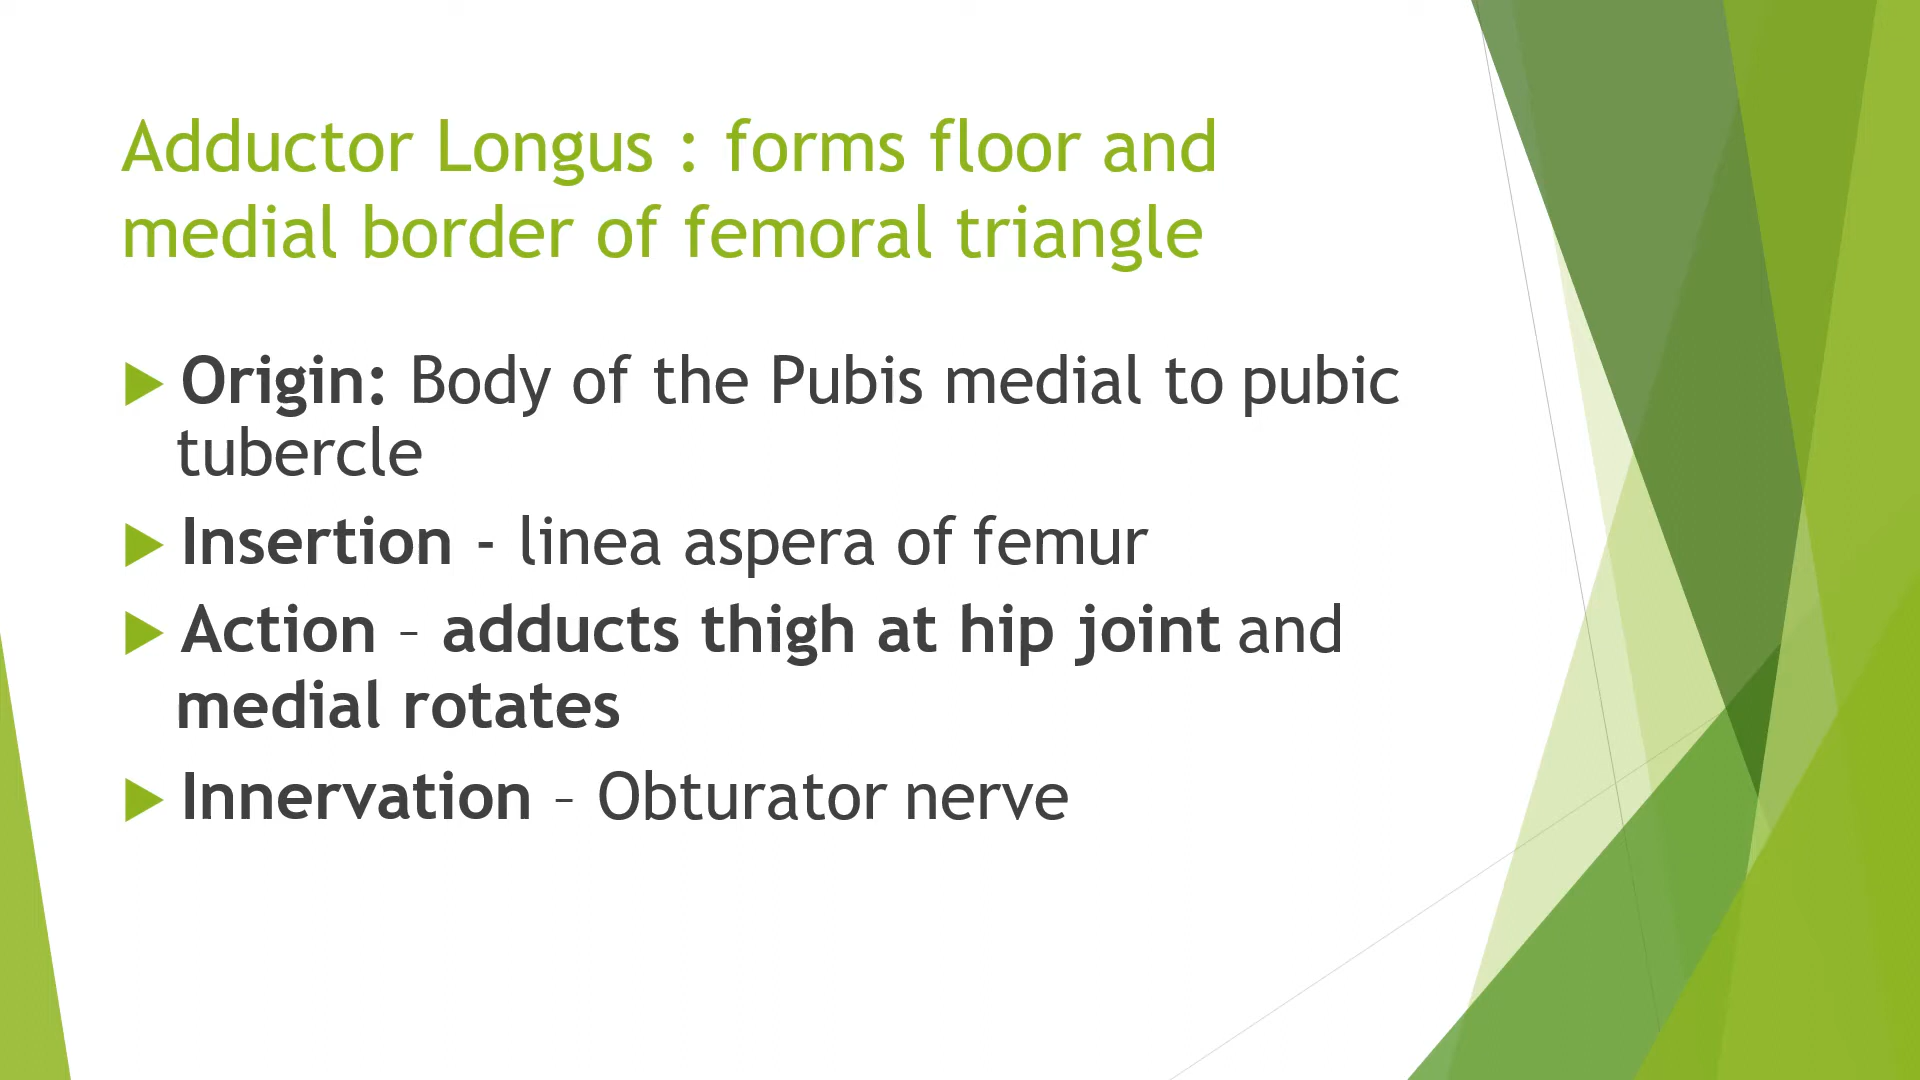 Adductor Longus : forms floor and
medial border of femoral triangle
Origin: Body of the Pubis medial to pubic
tubercle
Insertion - linea aspera of femur
Action – adducts thigh at hip joint and
medial rotates
Innervation – Obturator nerve